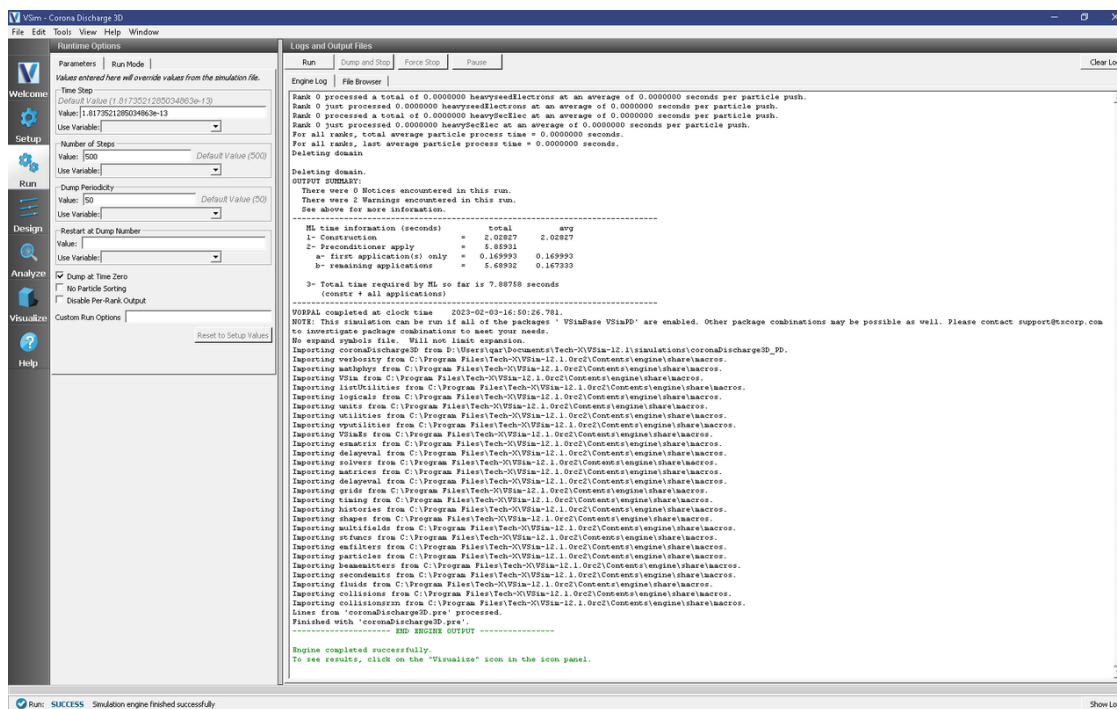 VSim - Corona Discharge 3D
File Edit Tools View Help Window
Runtime Options
Logs and Output Files
Welcome
Setup
Run
Design
Analyze
Visualize
Help
Parameters
Run Mode
Values entered here will override values from the simulation file.
Time Step
Default Value (1.8173521285034863e-13)
Value: 1.8173521285034863e-13
Use Variable:
Number of Steps
Value: 500 Default Value (500)
Use Variable:
Dump Periodicity
Value: 50 Default Value (50)
Use Variable:
Restart at Dump Number
Value:
Use Variable:
Dump at Time Zero
No Particle Sorting
Disable Per-Rank Output
Custom Run Options
Reset to Setup Values
Run Dump and Stop Force Stop Pause Clear Lo
Engine Log File Browser
Rank 0 processed a total of 0.0000000 heavyseedElectrons at an average of 0.0000000 seconds per particle push.
Rank 0 just processed 0.0000000 heavyseedElectrons at an average of 0.0000000 seconds per particle push.
Rank 0 processed a total of 0.0000000 heavySecElec at an average of 0.0000000 seconds per particle push.
Rank 0 just processed 0.0000000 heavySecElec at an average of 0.0000000 seconds per particle push.
For all ranks, total average particle process time = 0.0000000 seconds.
For all ranks, last average particle process time = 0.0000000 seconds.
Deleting domain
Deleting domain.
OUTPUT SUMMARY:
There were 0 Notices encountered in this run.
There were 2 Warnings encountered in this run.
See above for more information.
--------------------------------------------------------------------
ML time information (seconds) total avg
1- Construction = 2.02827 2.02827
2- Preconditioner apply = 5.85931
a- first application(s) only = 0.169993 0.169993
b- remaining applications = 5.68932 0.167333
3- Total time required by ML so far is 7.88758 seconds
(constr + all applications)
--------------------------------------------------------------------
VORPAL completed at clock time 2023-02-03-16:50:26.781.
NOTE: This simulation can be run if all of the packages ' VSimBase VSimPD' are enabled. Other package combinations may be possible as well. Please contact support@txcorp.com
to investigate package combinations to meet your needs.
No expand symbols file. Will not limit expansion.
Importing coronaDischarge3D from D:\Users\qar\Documents\Tech-X\VSim-12.1\simulations\coronaDischarge3D_PD.
Importing verbosity from C:\Program Files\Tech-X\VSim-12.1.0rc2\Contents\engine\share\macros.
Importing mathphys from C:\Program Files\Tech-X\VSim-12.1.0rc2\Contents\engine\share\macros.
Importing VSim from C:\Program Files\Tech-X\VSim-12.1.0rc2\Contents\engine\share\macros.
Importing listUtilities from C:\Program Files\Tech-X\VSim-12.1.0rc2\Contents\engine\share\macros.
Importing logicals from C:\Program Files\Tech-X\VSim-12.1.0rc2\Contents\engine\share\macros.
Importing units from C:\Program Files\Tech-X\VSim-12.1.0rc2\Contents\engine\share\macros.
Importing utilities from C:\Program Files\Tech-X\VSim-12.1.0rc2\Contents\engine\share\macros.
Importing vputilities from C:\Program Files\Tech-X\VSim-12.1.0rc2\Contents\engine\share\macros.
Importing VSimEs from C:\Program Files\Tech-X\VSim-12.1.0rc2\Contents\engine\share\macros.
Importing esmatrix from C:\Program Files\Tech-X\VSim-12.1.0rc2\Contents\engine\share\macros.
Importing delayeval from C:\Program Files\Tech-X\VSim-12.1.0rc2\Contents\engine\share\macros.
Importing solvers from C:\Program Files\Tech-X\VSim-12.1.0rc2\Contents\engine\share\macros.
Importing matrices from C:\Program Files\Tech-X\VSim-12.1.0rc2\Contents\engine\share\macros.
Importing delayeval from C:\Program Files\Tech-X\VSim-12.1.0rc2\Contents\engine\share\macros.
Importing grids from C:\Program Files\Tech-X\VSim-12.1.0rc2\Contents\engine\share\macros.
Importing timing from C:\Program Files\Tech-X\VSim-12.1.0rc2\Contents\engine\share\macros.
Importing histories from C:\Program Files\Tech-X\VSim-12.1.0rc2\Contents\engine\share\macros.
Importing shapes from C:\Program Files\Tech-X\VSim-12.1.0rc2\Contents\engine\share\macros.
Importing multifields from C:\Program Files\Tech-X\VSim-12.1.0rc2\Contents\engine\share\macros.
Importing stfuncs from C:\Program Files\Tech-X\VSim-12.1.0rc2\Contents\engine\share\macros.
Importing emfilters from C:\Program Files\Tech-X\VSim-12.1.0rc2\Contents\engine\share\macros.
Importing particles from C:\Program Files\Tech-X\VSim-12.1.0rc2\Contents\engine\share\macros.
Importing beamemitters from C:\Program Files\Tech-X\VSim-12.1.0rc2\Contents\engine\share\macros.
Importing secondemits from C:\Program Files\Tech-X\VSim-12.1.0rc2\Contents\engine\share\macros.
Importing fluids from C:\Program Files\Tech-X\VSim-12.1.0rc2\Contents\engine\share\macros.
Importing collisions from C:\Program Files\Tech-X\VSim-12.1.0rc2\Contents\engine\share\macros.
Importing collisionsrxn from C:\Program Files\Tech-X\VSim-12.1.0rc2\Contents\engine\share\macros.
Lines from 'coronaDischarge3D.pre' processed.
Finished with 'coronaDischarge3D.pre'.
--------------------- END ENGINE OUTPUT ----------------
Engine completed successfully.
To see results, click on the "Visualize" icon in the icon panel.
Run: SUCCESS Simulation engine finished successfully
Show Lo